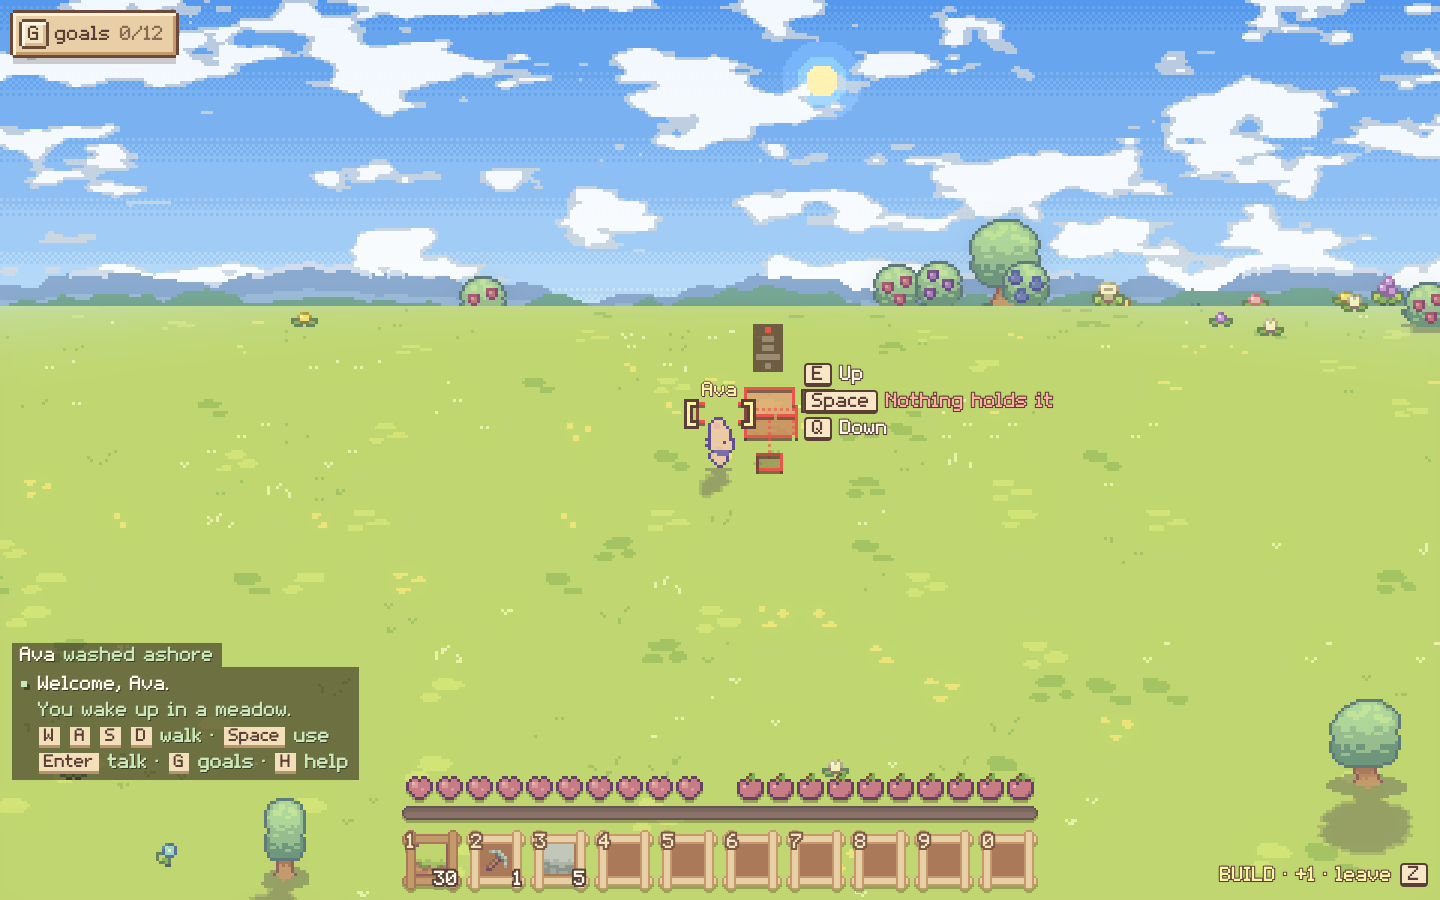 G goals 0/12
Ava
E Up
Space Nothing holds it
Q Down
Ava washed ashore
Welcome, Ava.
You wake up in a meadow.
W A S D walk · Space use
Enter talk · G goals · H help
1 2 3 4 5 6 7 8 9 0
30 1 5
BUILD · +1 · leave Z